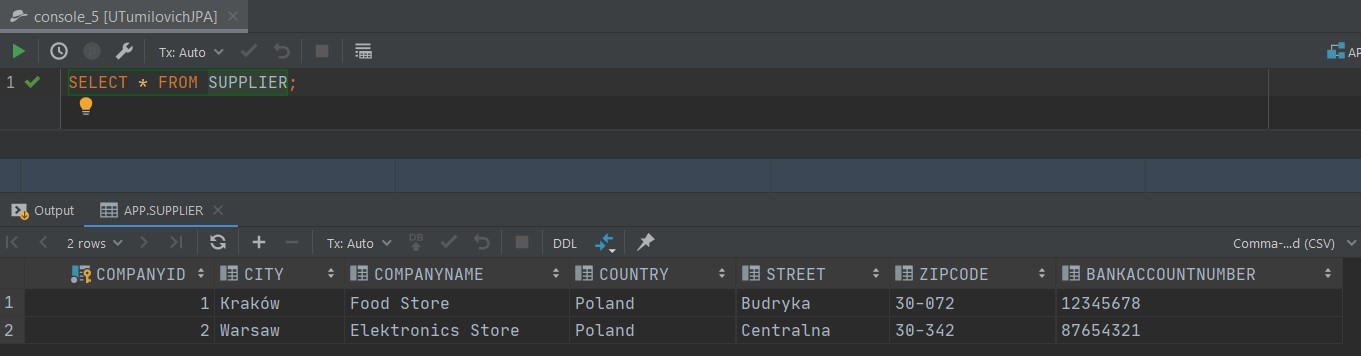 console_5 [UTumilovichJPA]
Tx: Auto
AP
1 SELECT * FROM SUPPLIER;
Output APP.SUPPLIER
2 rows Tx: Auto DB DDL Comma-...d (CSV)
COMPANYID CITY COMPANYNAME COUNTRY STREET ZIPCODE BANKACCOUNTNUMBER
1 1 Kraków Food Store Poland Budryka 30-072 12345678
2 2 Warsaw Elektronics Store Poland Centralna 30-342 87654321